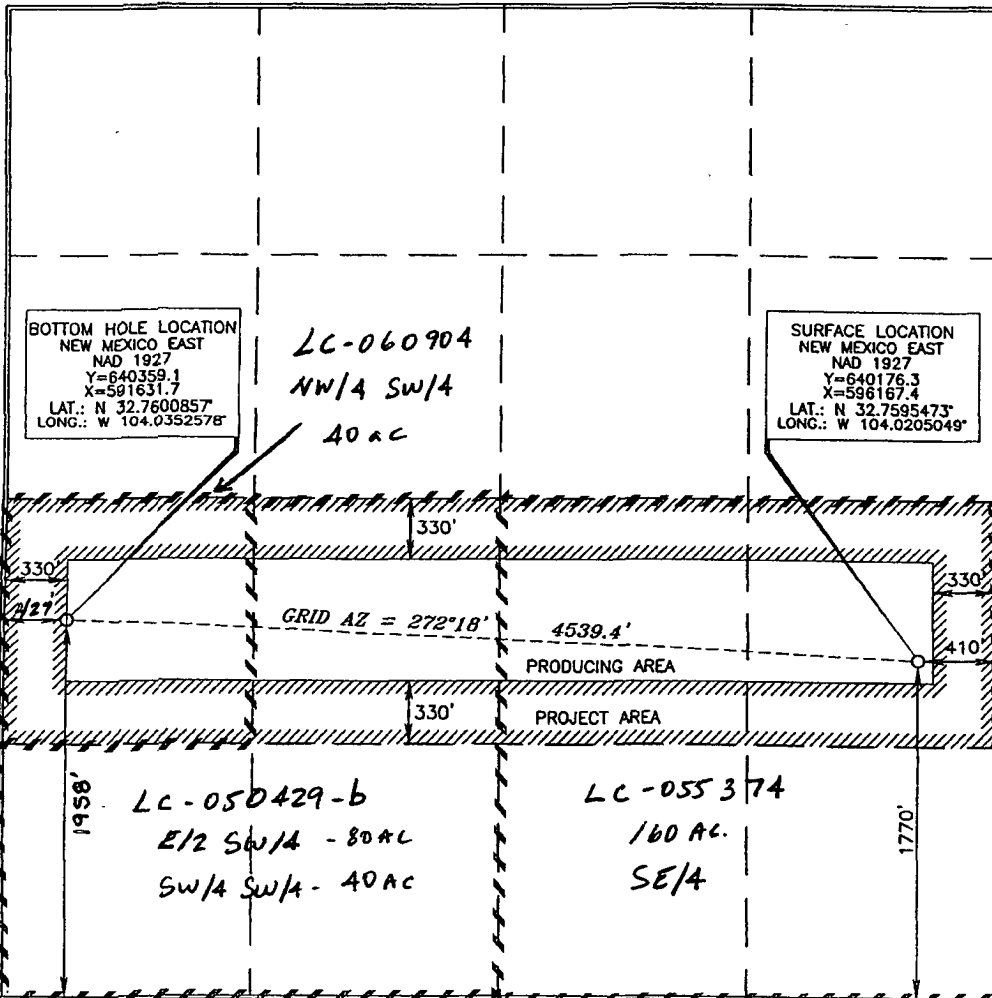 BOTTOM HOLE LOCATION
NEW MEXICO EAST
NAD 1927
Y=640359.1
X=591631.7
LAT.: N 32.7600857°
LONG.: W 104.0352578°
LC-060904
NW/4 SW/4
40 ac
SURFACE LOCATION
NEW MEXICO EAST
NAD 1927
Y=640176.3
X=596167.4
LAT.: N 32.7595473°
LONG.: W 104.0205049°
330'
330'
330'
GRID AZ = 272°18'
4539.4'
410'
PRODUCING AREA
330'
PROJECT AREA
1958'
1770'
LC-050429-b
E/2 SW/4 - 80 AC
SW/4 SW/4 - 40 AC
LC-055374
160 AC.
SE/4